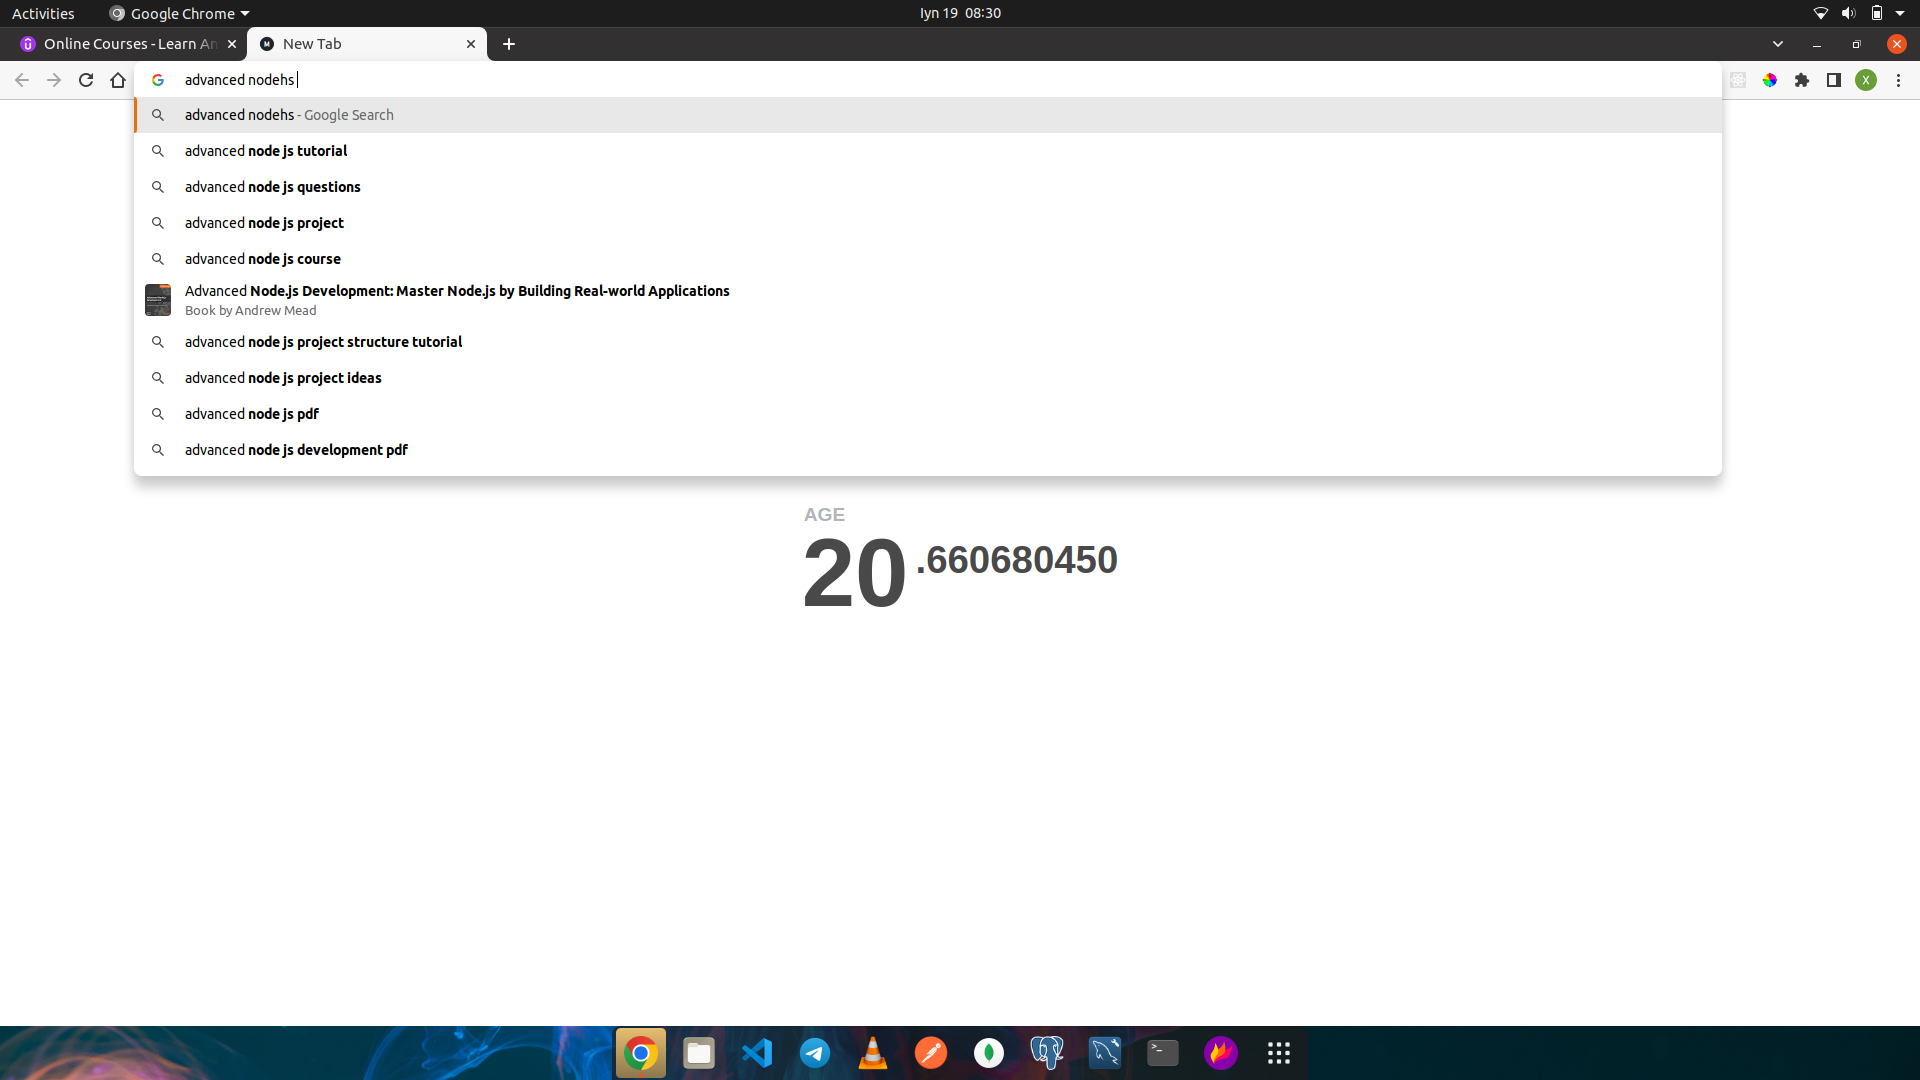 Activities
Google Chrome
Iyn 19 08:30
Online Courses - Learn An
New Tab
advanced nodehs
X
advanced nodehs - Google Search
advanced node js tutorial
advanced node js questions
advanced node js project
advanced node js course
Advanced Node.js Development: Master Node.js by Building Real-world Applications
Book by Andrew Mead
advanced node js project structure tutorial
advanced node js project ideas
advanced node js pdf
advanced node js development pdf
AGE
20.660680450